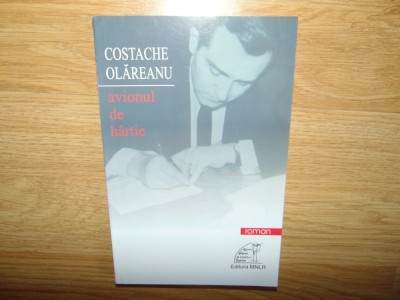 COSTACHE
OLĂREANU
avionul
de
hârtie
roman
Editura MNLR